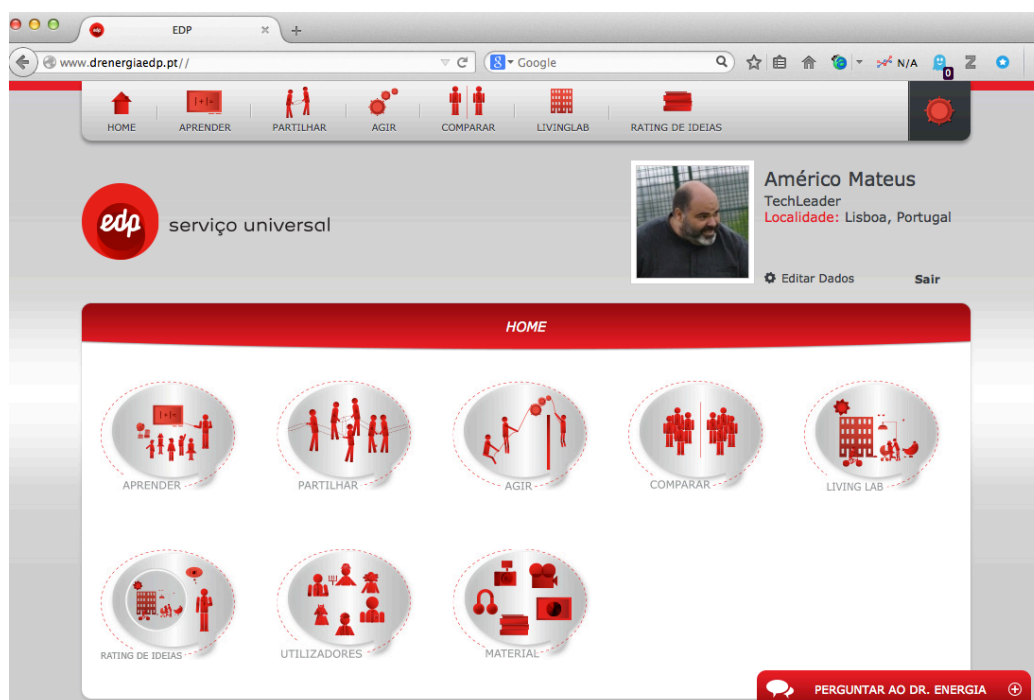 EDP
www.drenergiaedp.pt//
Google
N/A
0
HOME
APRENDER
PARTILHAR
AGIR
COMPARAR
LIVINGLAB
RATING DE IDEIAS
edp
serviço universal
Américo Mateus
TechLeader
Localidade: Lisboa, Portugal
Editar Dados
Sair
HOME
APRENDER
PARTILHAR
AGIR
COMPARAR
LIVING LAB
RATING DE IDEIAS
UTILIZADORES
MATERIAL
PERGUNTAR AO DR. ENERGIA